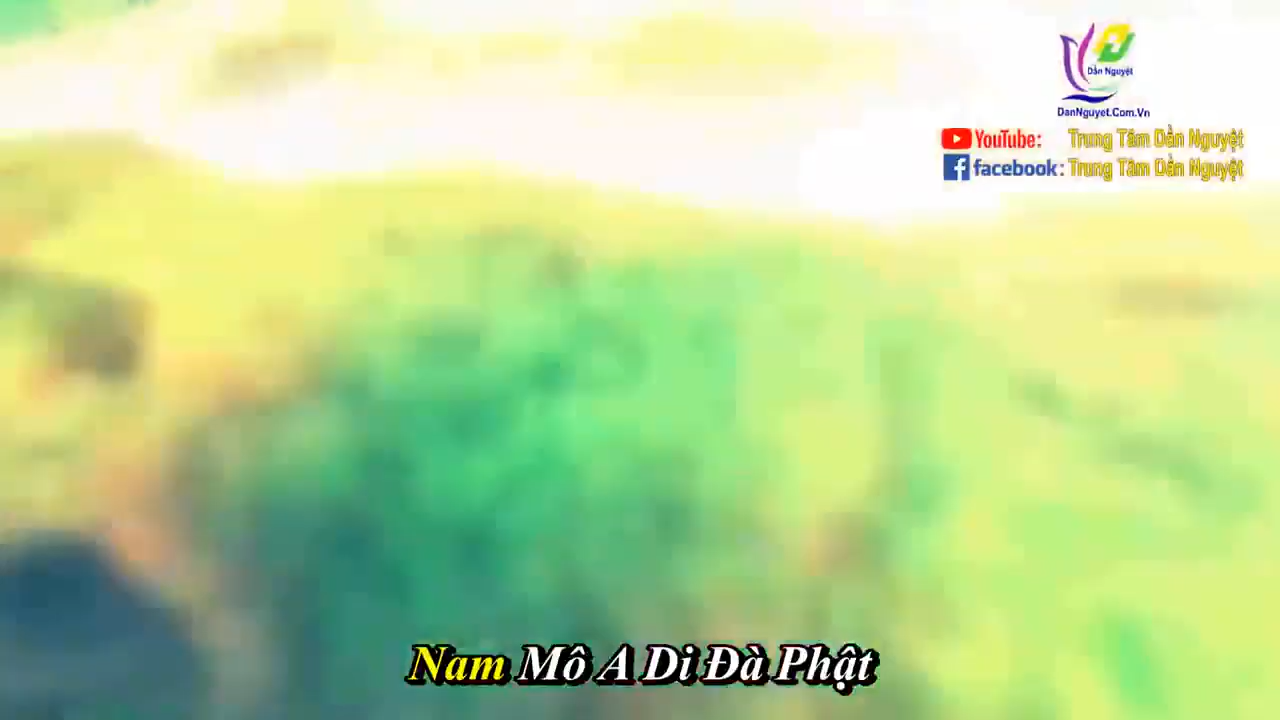 Dần Nguyệt
DanNguyet.Com.Vn
YouTube: Trung Tâm Dần Nguyệt
facebook: Trung Tâm Dần Nguyệt
Nam Mô A Di Đà Phật